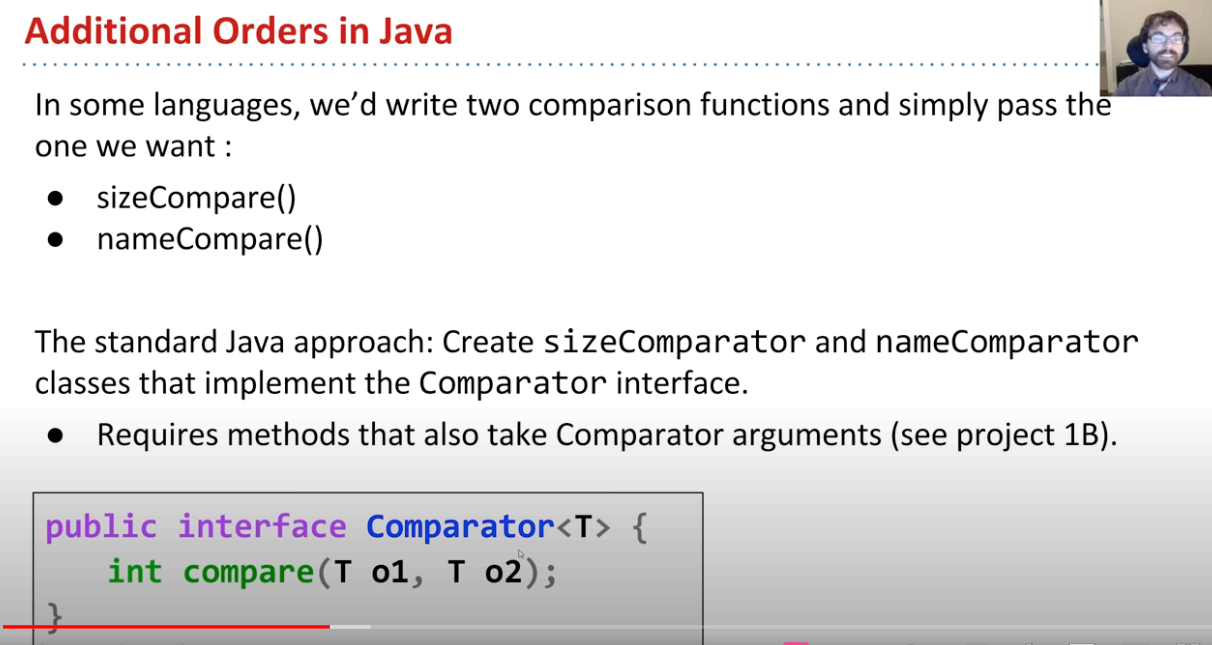 Additional Orders in Java
In some languages, we’d write two comparison functions and simply pass the
one we want :
● sizeCompare()
● nameCompare()
The standard Java approach: Create sizeComparator and nameComparator
classes that implement the Comparator interface.
● Requires methods that also take Comparator arguments (see project 1B).
public interface Comparator<T> {
int compare(T o1, T o2);
}